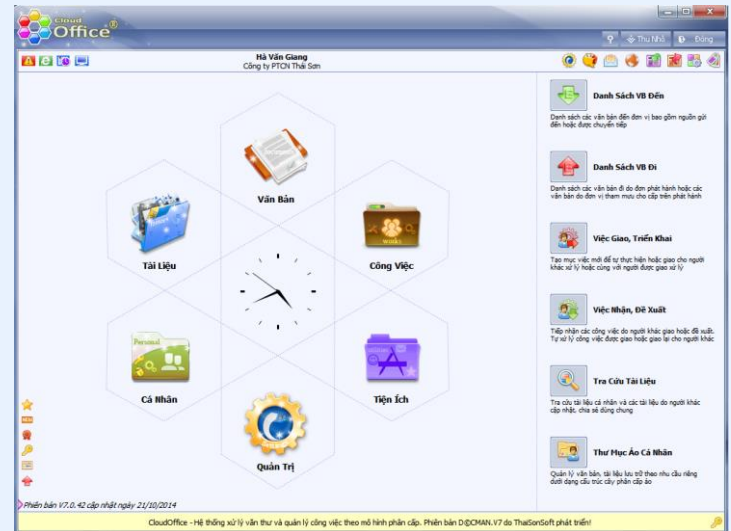 Cloud
Office®
Thu Nhỏ
Đóng
Hà Văn Giang
Công ty PTCN Thái Sơn
Văn Bản
Tài Liệu
WORKS
Công Việc
Personal
Cá Nhân
Tiện Ích
Quản Trị
Danh Sách VB Đến
Danh sách các văn bản đến đơn vị bao gồm nguồn gửi
đến hoặc được chuyển tiếp
Danh Sách VB Đi
Danh sách các văn bản đi do đơn phát hành hoặc các
văn bản do đơn vị tham mưu cho cấp trên phát hành
Việc Giao, Triển Khai
Tạo mục việc mới để tự thực hiện hoặc giao cho người
khác xử lý hoặc cùng với người được giao xử lý
Việc Nhận, Đề Xuất
Tiếp nhận các công việc do người khác giao hoặc đề xuất.
Tự xử lý công việc được giao hoặc giao lại cho người khác
Tra Cứu Tài Liệu
Tra cứu tài liệu cá nhân và các tài liệu do người khác
cập nhật, chia sẻ dùng chung
Thư Mục Ảo Cá Nhân
Quản lý văn bản, tài liệu lưu trữ theo nhu cầu riêng
dưới dạng cấu trúc cây phân cấp ảo
Phiên bản V7.0.42 cập nhật ngày 21/10/2014
CloudOffice - Hệ thống xử lý văn thư và quản lý công việc theo mô hình phân cấp. Phiên bản D@CMAN.V7 do ThaiSonSoft phát triển!